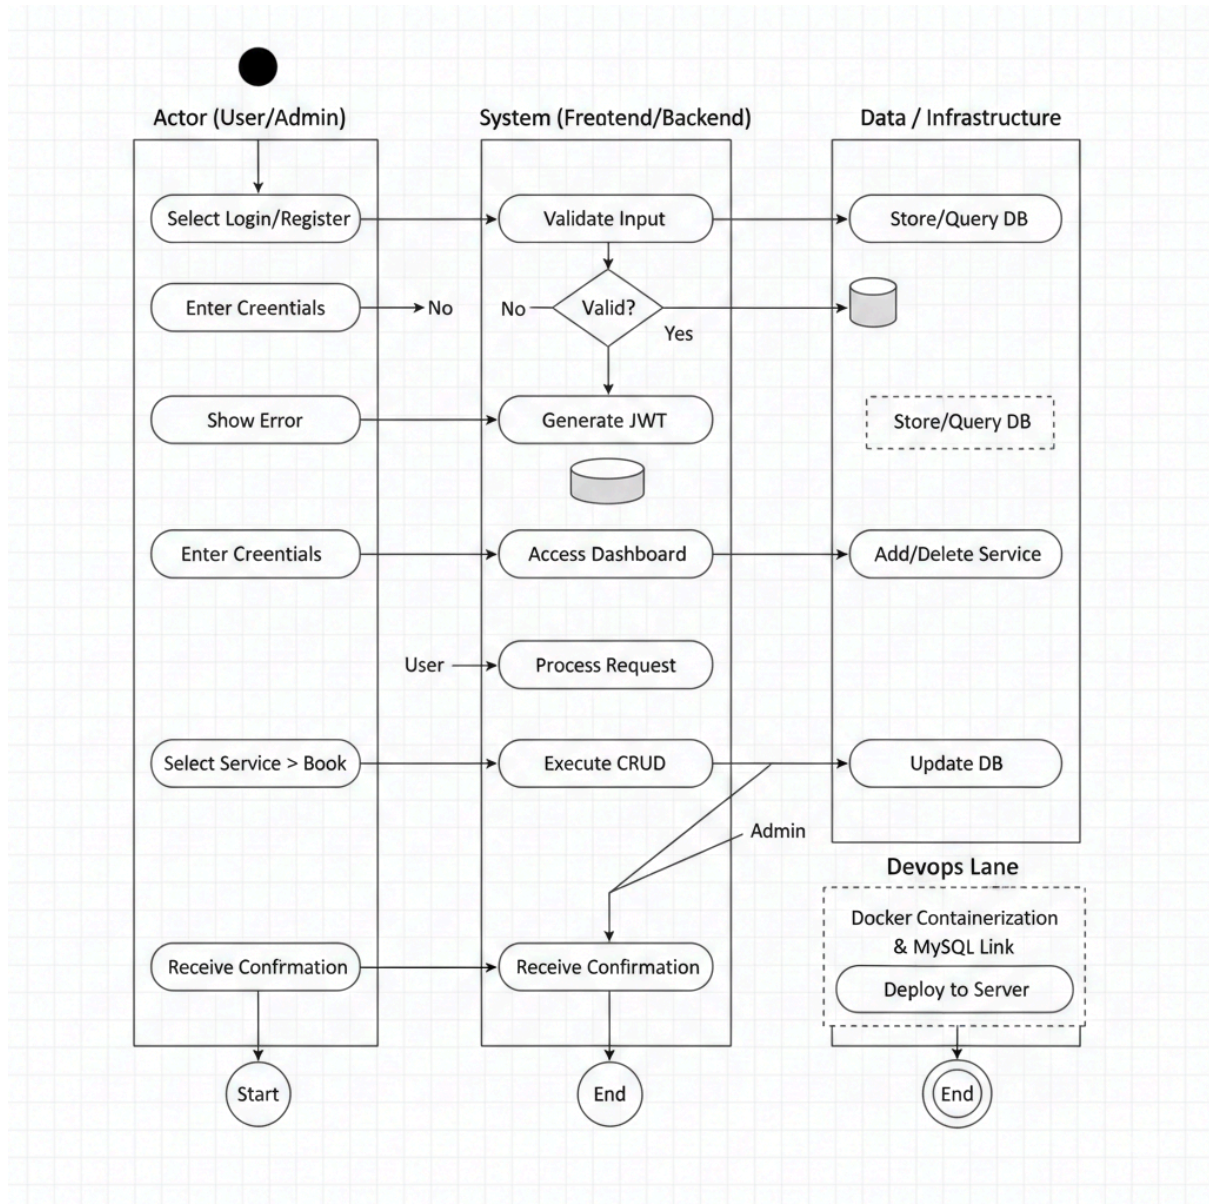 Actor (User/Admin)
System (Freotend/Backend)
Data / Infrastructure
Select Login/Register
Validate Input
Store/Query DB
Enter Creentials
No
No
Valid?
Yes
Show Error
Generate JWT
Store/Query DB
Enter Creentials
Access Dashboard
Add/Delete Service
User
Process Request
Select Service > Book
Execute CRUD
Update DB
Admin
Devops Lane
Docker Containerization
& MySQL Link
Receive Confirmation
Receive Confirmation
Deploy to Server
Start
End
End